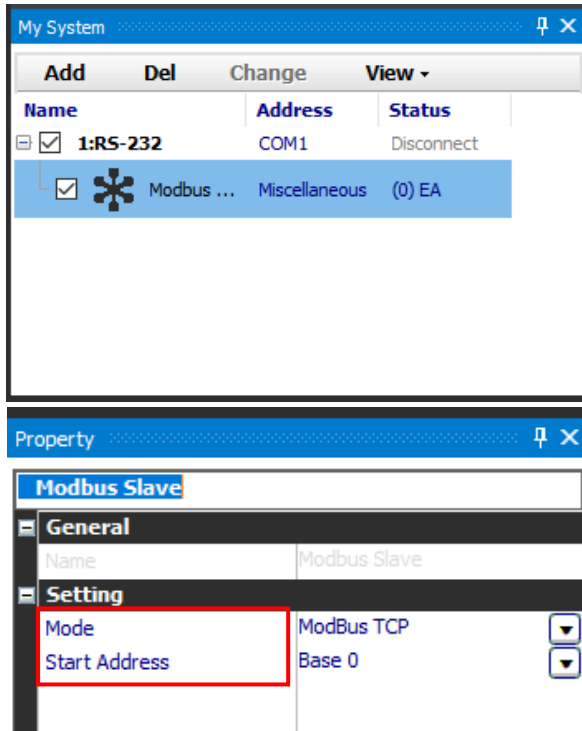 My System
Add Del Change View
Name Address Status
1:RS-232 COM1 Disconnect
Modbus ... Miscellaneous (0) EA
Property
Modbus Slave
General
Name Modbus Slave
Setting
Mode ModBus TCP
Start Address Base 0